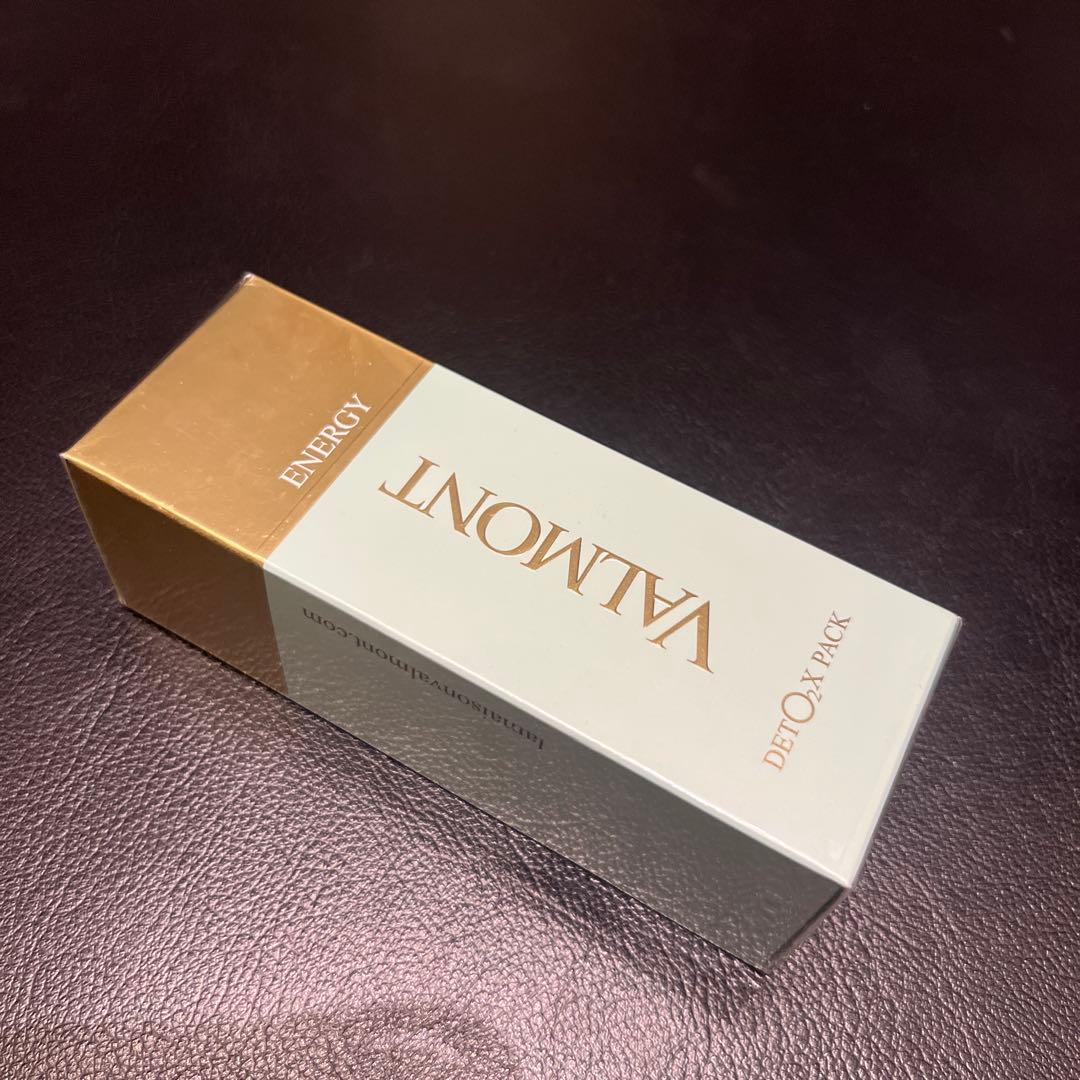 ENERGY
VALMONT
DETO₂X PACK
lamaisonvalmont.com